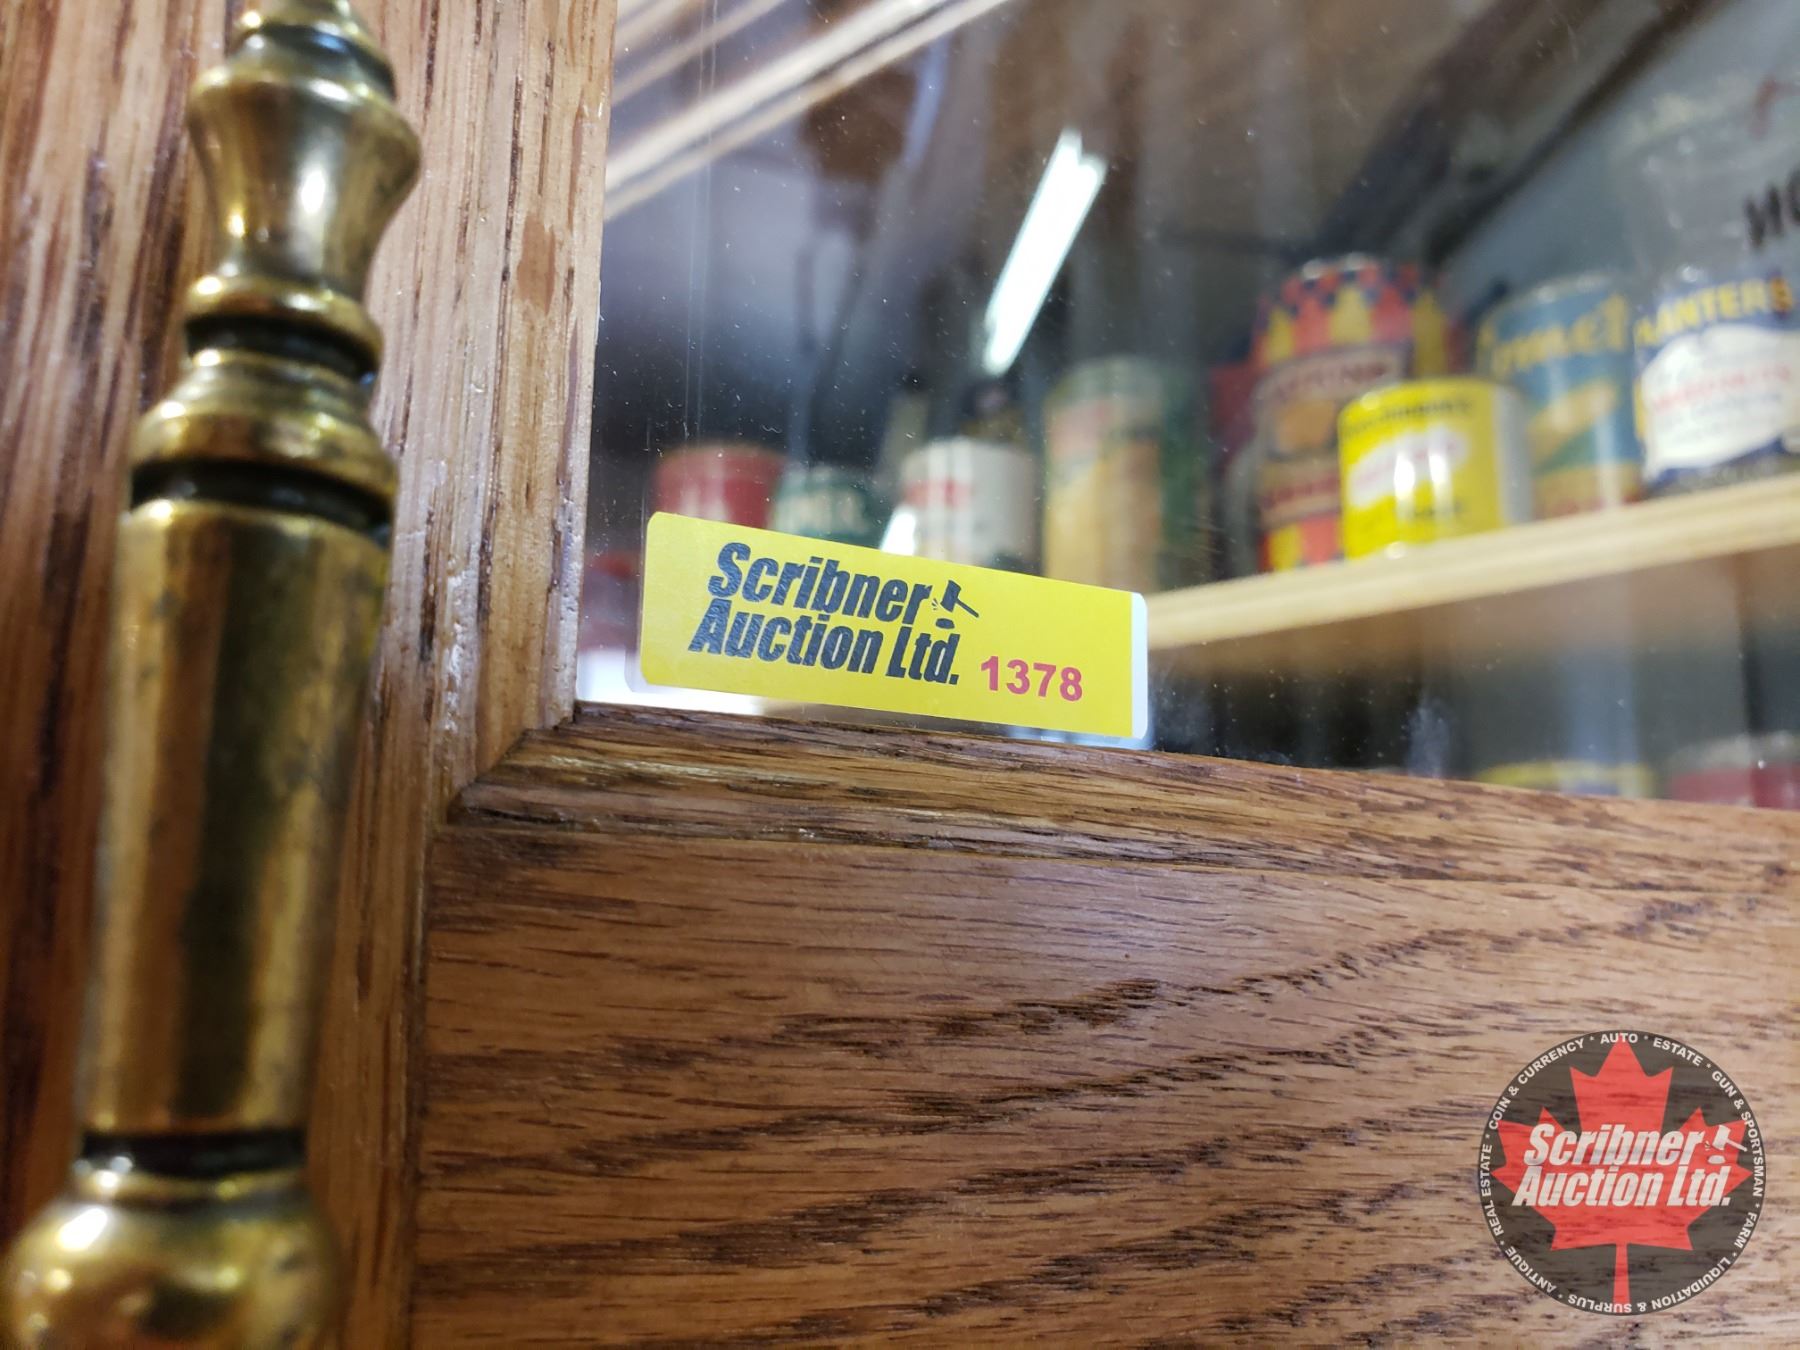 PLANTERS
Scribner
Auction Ltd. 1378
ANTIQUE * REAL ESTATE * COIN & CURRENCY * AUTO * ESTATE * GUN & SPORTSMAN * FARM * LIQUIDATION & SURPLUS *
Scribner
Auction Ltd.